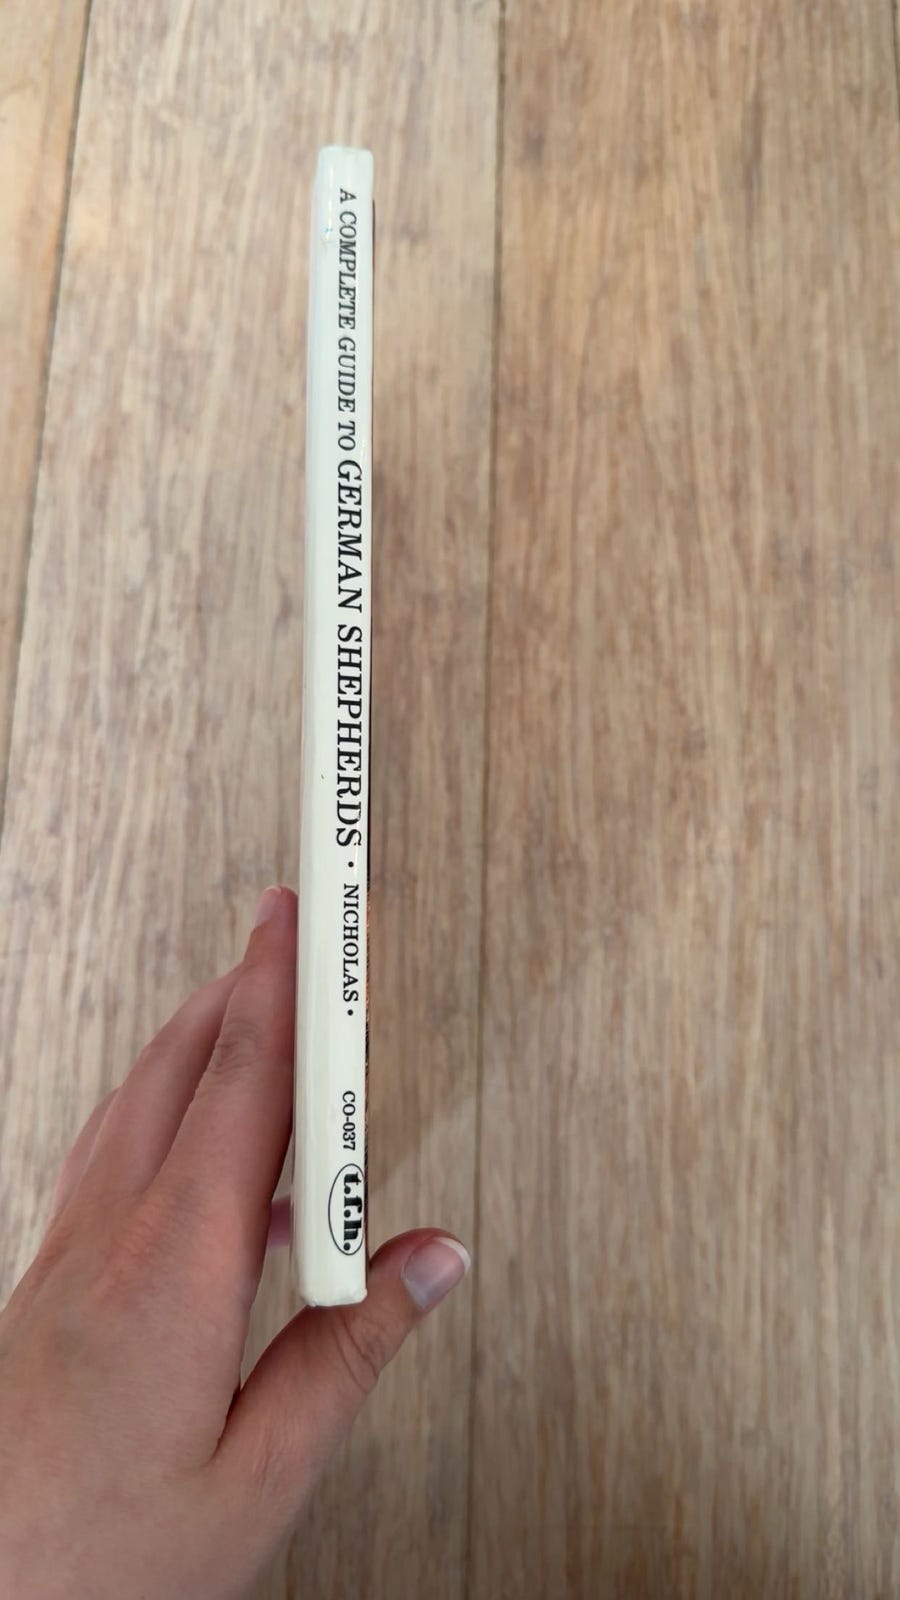 A COMPLETE GUIDE TO GERMAN SHEPHERDS • NICHOLAS • CO-037 t.f.h.